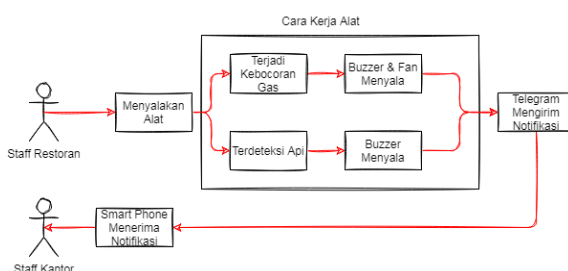 Cara Kerja Alat
Terjadi
Kebocoran
Gas
Buzzer & Fan
Menyala
Menyalakan
Alat
Telegram
Mengirim
Notifikasi
Staff Restoran
Terdeteksi Api
Buzzer
Menyala
Smart Phone
Menerima
Notifikasi
Staff Kantor